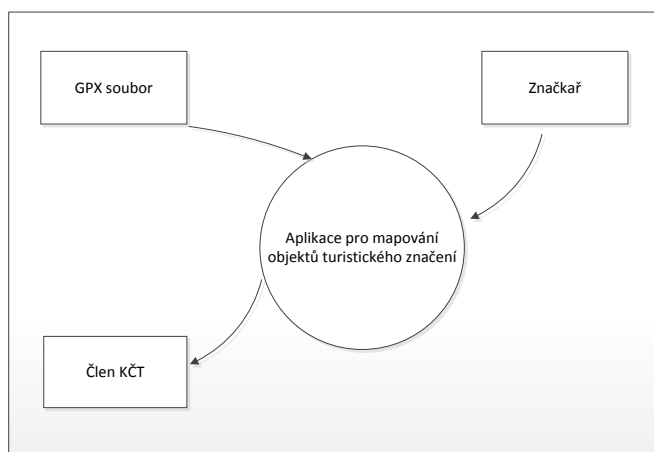 GPX soubor
Značkař
Aplikace pro mapování
objektů turistického značení
Člen KČT